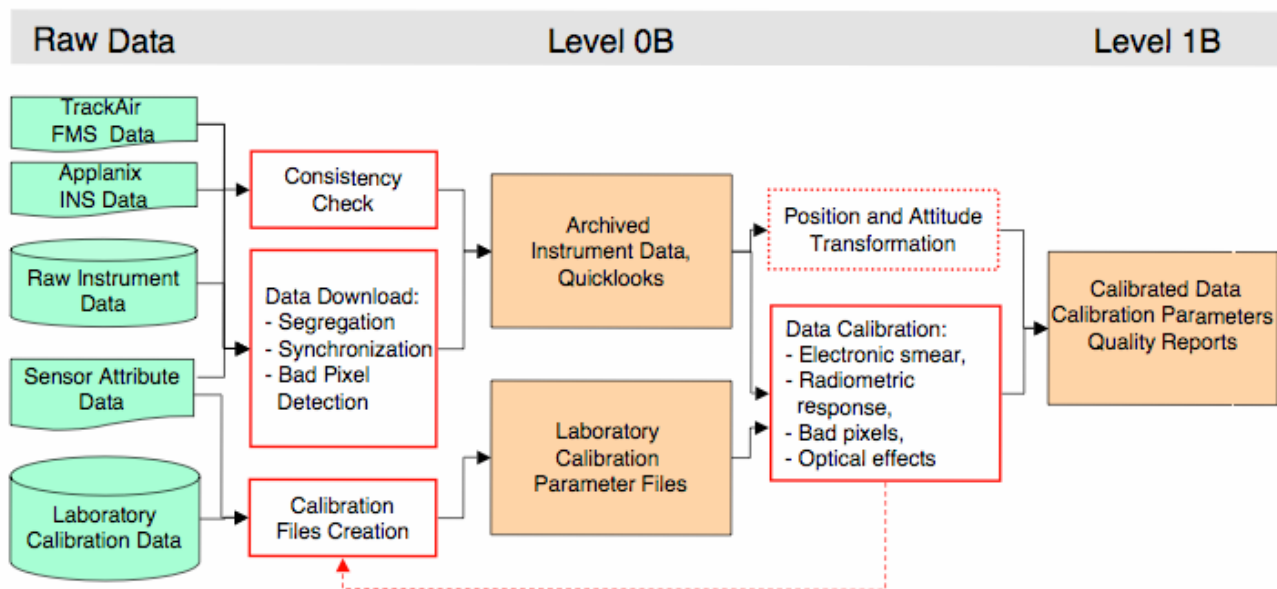 Raw Data
Level 0B
Level 1B
TrackAir
FMS Data
Applanix
INS Data
Raw Instrument
Data
Sensor Attribute
Data
Laboratory
Calibration Data
Consistency
Check
Data Download:
- Segregation
- Synchronization
- Bad Pixel
Detection
Calibration
Files Creation
Archived
Instrument Data,
Quicklooks
Laboratory
Calibration
Parameter Files
Position and Attitude
Transformation
Data Calibration:
- Electronic smear,
- Radiometric
response,
- Bad pixels,
- Optical effects
Calibrated Data
Calibration Parameters
Quality Reports